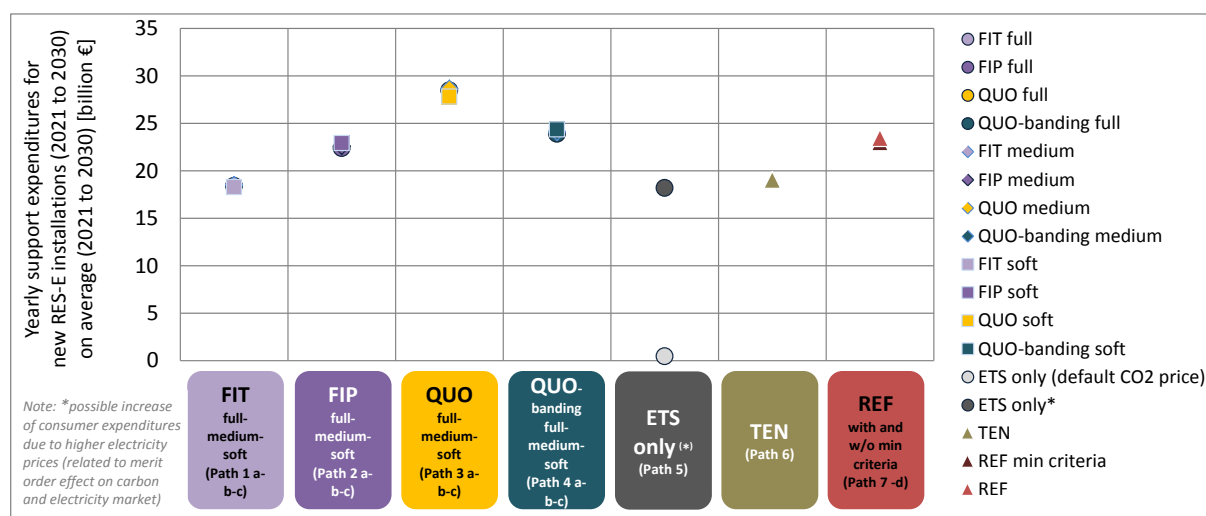 Yearly support expenditures for
new RES-E installations (2021 to 2030)
on average (2021 to 2030) [billion €]
35
30
25
20
15
10
5
0
FIT
full-
medium-
soft
(Path 1 a-
b-c)
FIP
full-
medium-
soft
(Path 2 a-
b-c)
QUO
full-
medium-
soft
(Path 3 a-
b-c)
QUO-
banding
full-
medium-
soft
(Path 4 a-
b-c)
ETS
only (*)
(Path 5)
TEN
(Path 6)
REF
with and
w/o min
criteria
(Path 7 -d)
Note: *possible increase
of consumer expenditures
due to higher electricity
prices (related to merit
order effect on carbon
and electricity market)
FIT full
FIP full
QUO full
QUO-banding full
FIT medium
FIP medium
QUO medium
QUO-banding medium
FIT soft
FIP soft
QUO soft
QUO-banding soft
ETS only (default CO2 price)
ETS only*
TEN
REF min criteria
REF